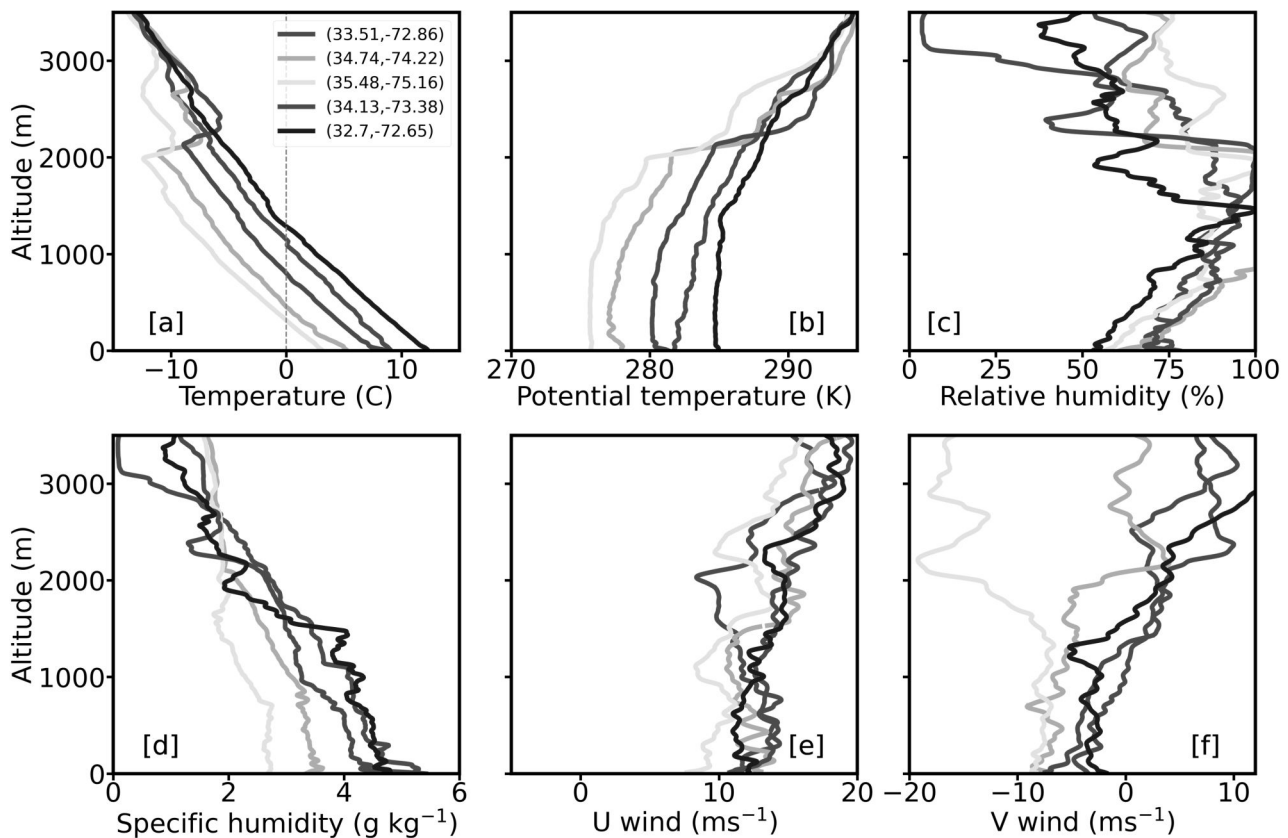 3000
2000
1000
0
Altitude (m)
(33.51,-72.86)
(34.74,-74.22)
(35.48,-75.16)
(34.13,-73.38)
(32.7,-72.65)
[a]
−10 0 10
Temperature (C)
[b]
270 280 290
Potential temperature (K)
[c]
0 25 50 75 100
Relative humidity (%)
3000
2000
1000
0
Altitude (m)
[d]
0 2 4 6
Specific humidity (g kg⁻¹)
[e]
0 10 20
U wind (ms⁻¹)
[f]
−20 −10 0 10
V wind (ms⁻¹)